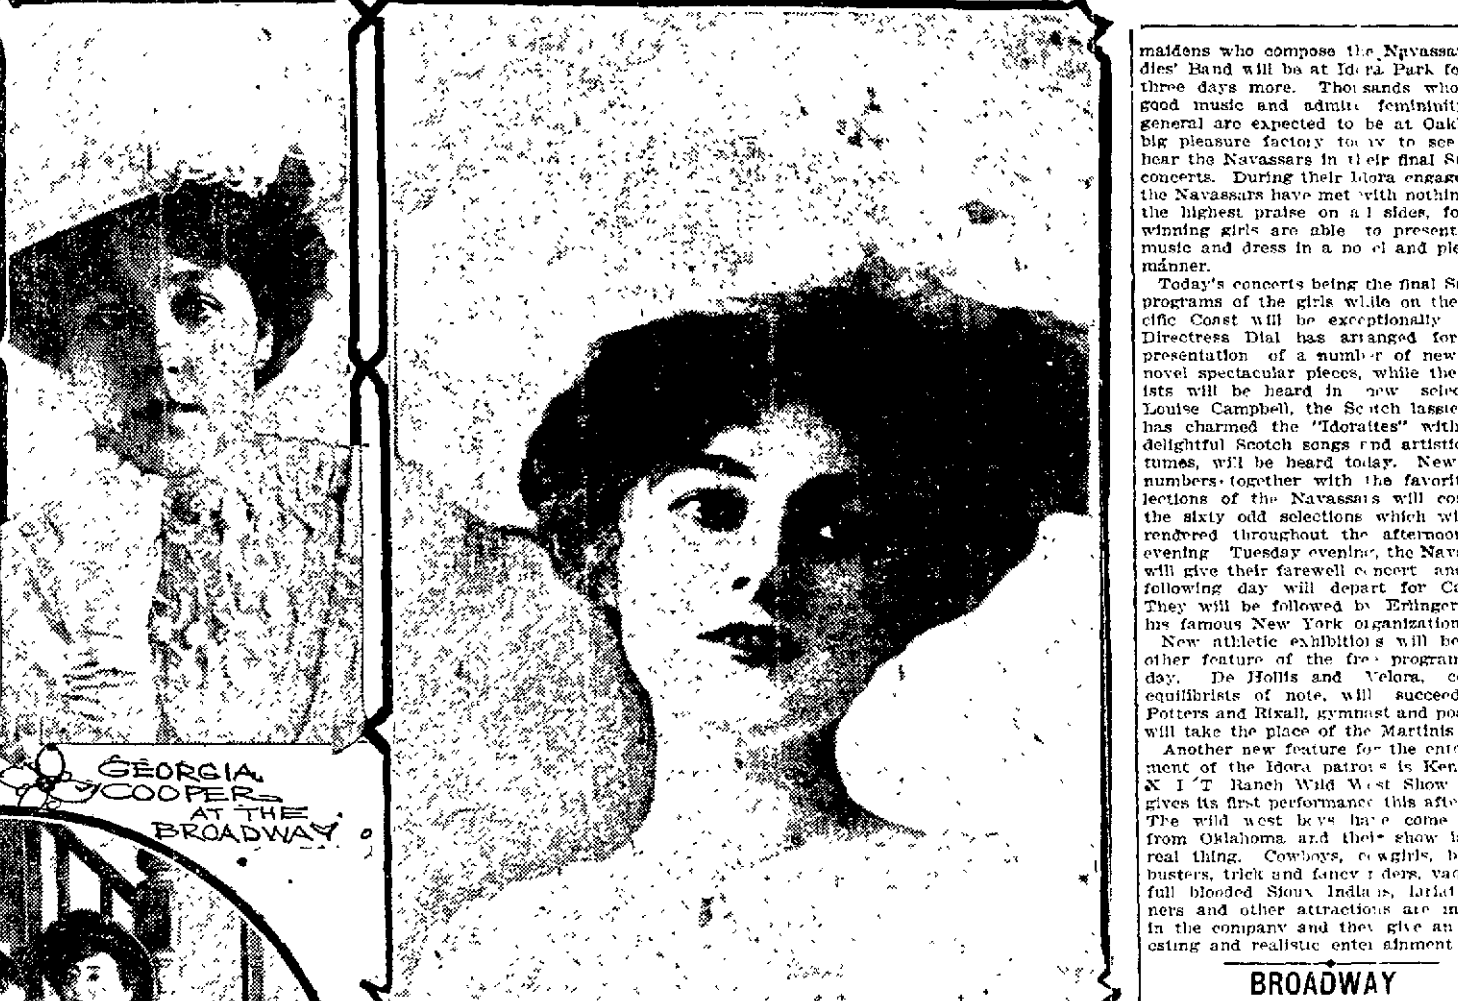 GEORGIA
COOPER
AT THE
BROADWAY
maidens who compose the Navassa
dies' Band will be at Idora Park fo
three days more. Thousands who
good music and admire femininit
general are expected to be at Oak
big pleasure factory to see
hear the Navassars in their final S
concerts. During their Idora engag
the Navassars have met with nothin
the highest praise on all sides, fo
winning girls are able to present
music and dress in a novel and ple
manner.
Today's concerts being the final S
programs of the girls while on the
cific Coast will be exceptionally
Directress Dial has arranged for
presentation of a number of new
novel spectacular pieces, while the
ists will be heard in new selec
Louise Campbell, the Scotch lassie
has charmed the "Idoraites" with
delightful Scotch songs and artistic
tumes, will be heard today. New
numbers together with the favorit
lections of the Navassars will co
the sixty odd selections which wi
rendered throughout the afternoo
evening Tuesday evening, the Nav
will give their farewell concert an
following day will depart for C
They will be followed by Erlinger
his famous New York organization
New athletic exhibitions will be
other feature of the free program
day. De Hollis and Velora, c
equilibrists of note, will succeed
Potters and Rixall, gymnast and po
will take the place of the Martinis
Another new feature for the ente
ment of the Idora patrons is Ken
X I T Ranch Wild West Show
gives its first performance this afte
The wild west boys have come
from Oklahoma and their show i
real thing. Cowboys, cowgirls, b
busters, trick and fancy riders, vac
full blooded Sioux Indians, lariat
ners and other attractions are in
in the company and they give an
esting and realistic entertainment
BROADWAY